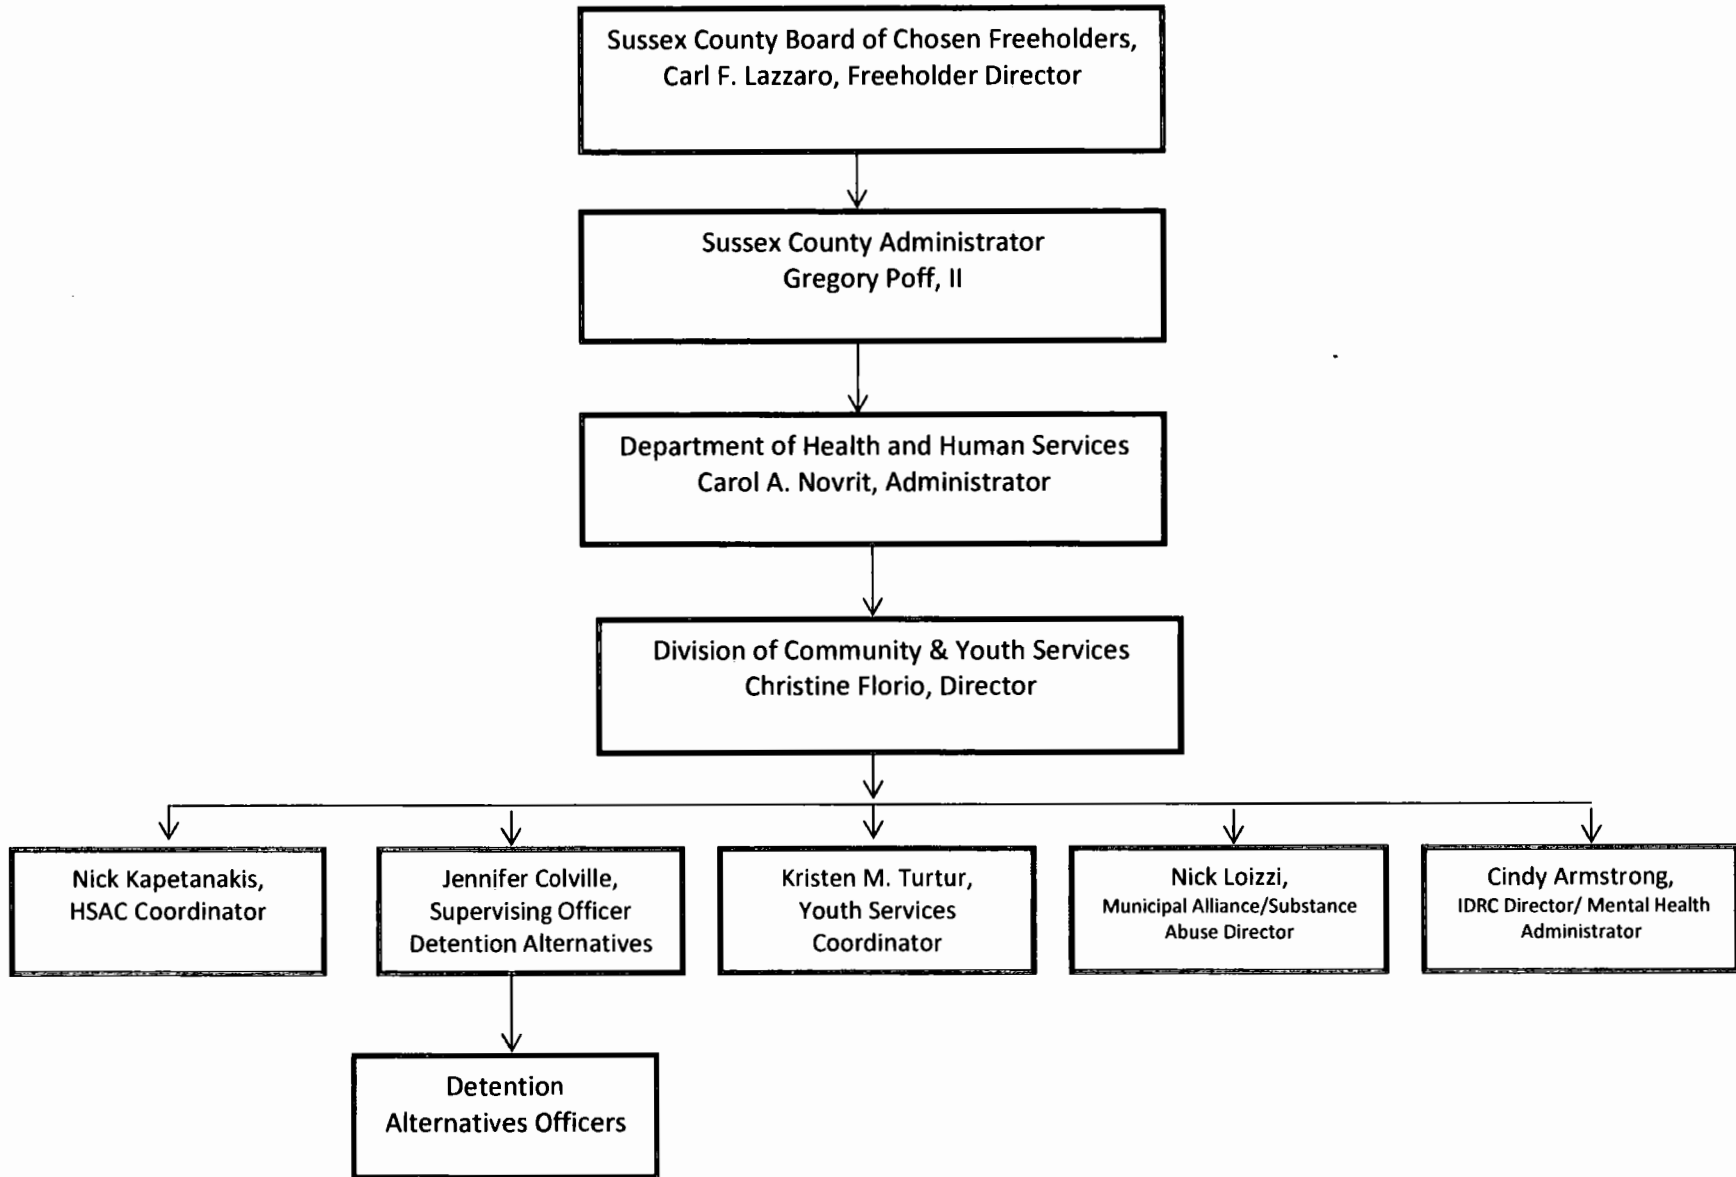 Sussex County Board of Chosen Freeholders,
Carl F. Lazzaro, Freeholder Director
Sussex County Administrator
Gregory Poff, II
Department of Health and Human Services
Carol A. Novrit, Administrator
Division of Community & Youth Services
Christine Florio, Director
Nick Kapetanakis,
HSAC Coordinator
Jennifer Colville,
Supervising Officer
Detention Alternatives
Kristen M. Turtur,
Youth Services
Coordinator
Nick Loizzi,
Municipal Alliance/Substance
Abuse Director
Cindy Armstrong,
IDRC Director/ Mental Health
Administrator
Detention
Alternatives Officers